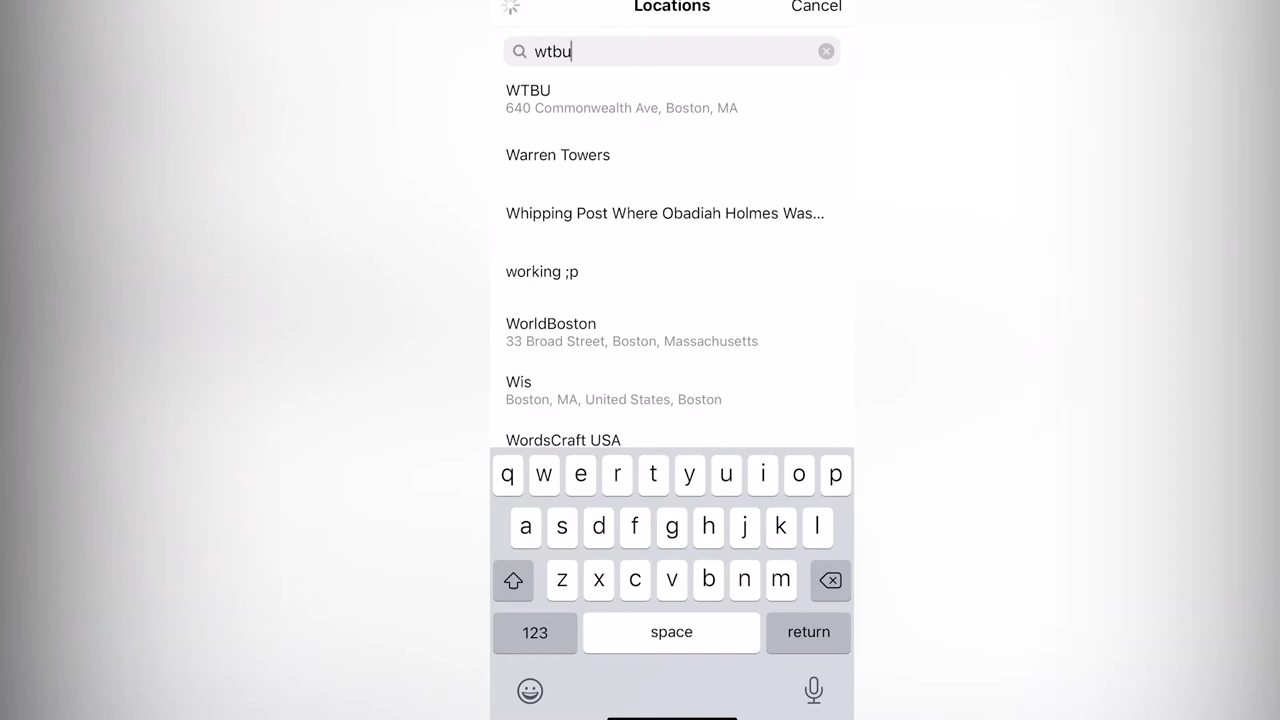 Locations
Cancel
wtbu
WTBU
640 Commonwealth Ave, Boston, MA
Warren Towers
Whipping Post Where Obadiah Holmes Was...
working ;p
WorldBoston
33 Broad Street, Boston, Massachusetts
Wis
Boston, MA, United States, Boston
WordsCraft USA
q w e r t y u i o p
a s d f g h j k l
z x c v b n m
123 space return